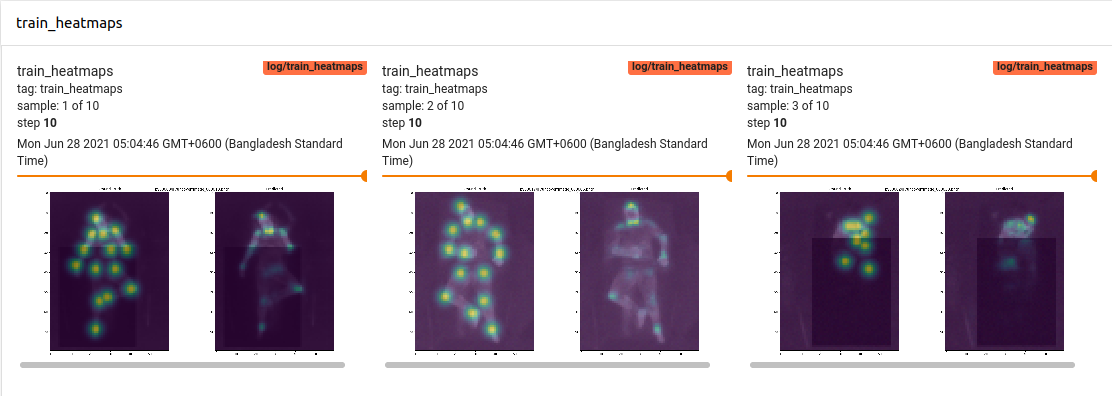 train_heatmaps
train_heatmaps
log/train_heatmaps
tag: train_heatmaps
sample: 1 of 10
step 10
Mon Jun 28 2021 05:04:46 GMT+0600 (Bangladesh Standard
Time)
train_heatmaps
log/train_heatmaps
tag: train_heatmaps
sample: 2 of 10
step 10
Mon Jun 28 2021 05:04:46 GMT+0600 (Bangladesh Standard
Time)
train_heatmaps
log/train_heatmaps
tag: train_heatmaps
sample: 3 of 10
step 10
Mon Jun 28 2021 05:04:46 GMT+0600 (Bangladesh Standard
Time)